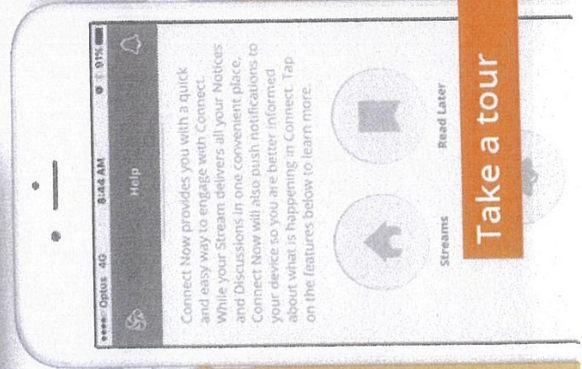 Optus 4G 8:44 AM 91%
Help
Connect Now provides you with a quick
and easy way to engage with Connect.
While your Stream delivers all your Notices
and Discussions in one convenient place,
Connect Now will also push notifications to
your device so you are better informed
about what is happening in Connect. Tap
on the features below to learn more.
Streams Read Later
Take a tour